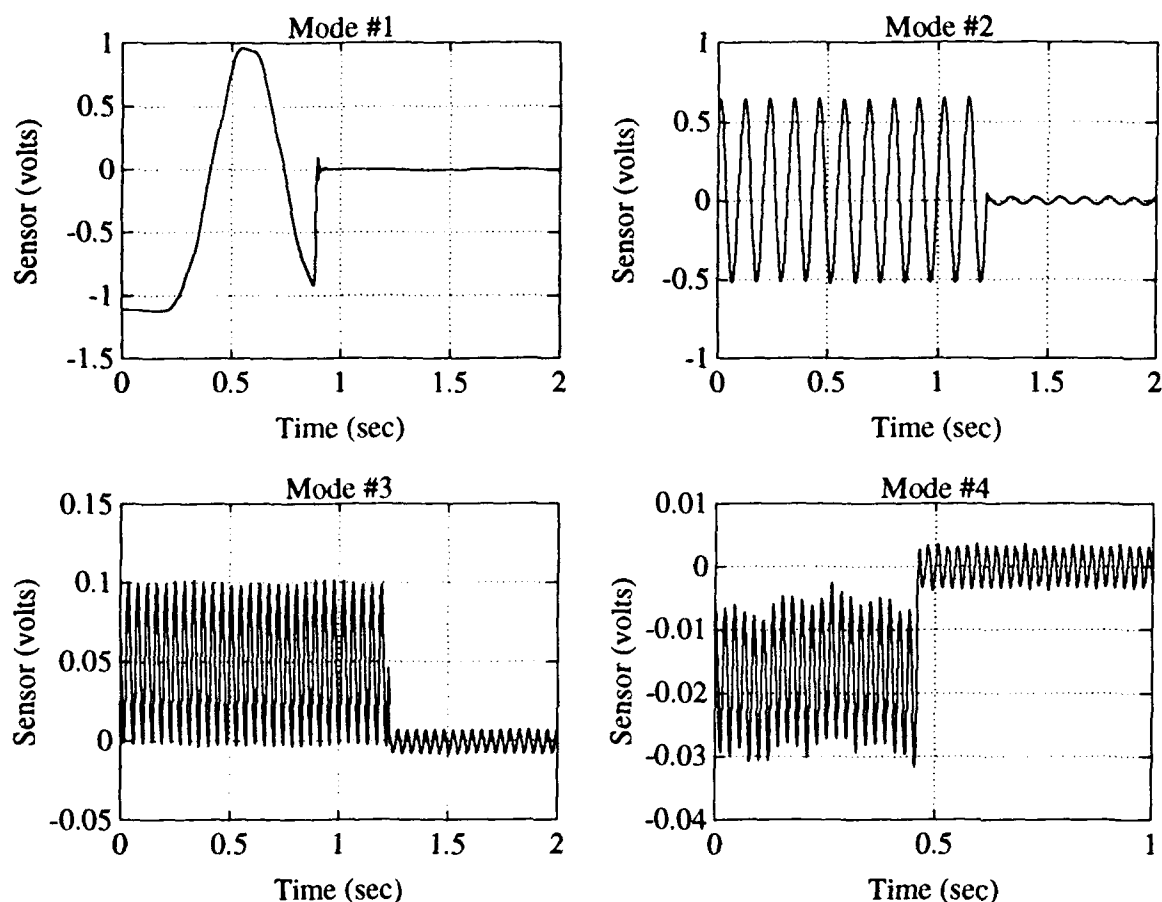 Mode #1
1
0.5
0
-0.5
-1
-1.5
Sensor (volts)
0 0.5 1 1.5 2
Time (sec)
Mode #2
1
0.5
0
-0.5
-1
Sensor (volts)
0 0.5 1 1.5 2
Time (sec)
Mode #3
0.15
0.1
0.05
0
-0.05
Sensor (volts)
0 0.5 1 1.5 2
Time (sec)
Mode #4
0.01
0
-0.01
-0.02
-0.03
-0.04
Sensor (volts)
0 0.5 1
Time (sec)